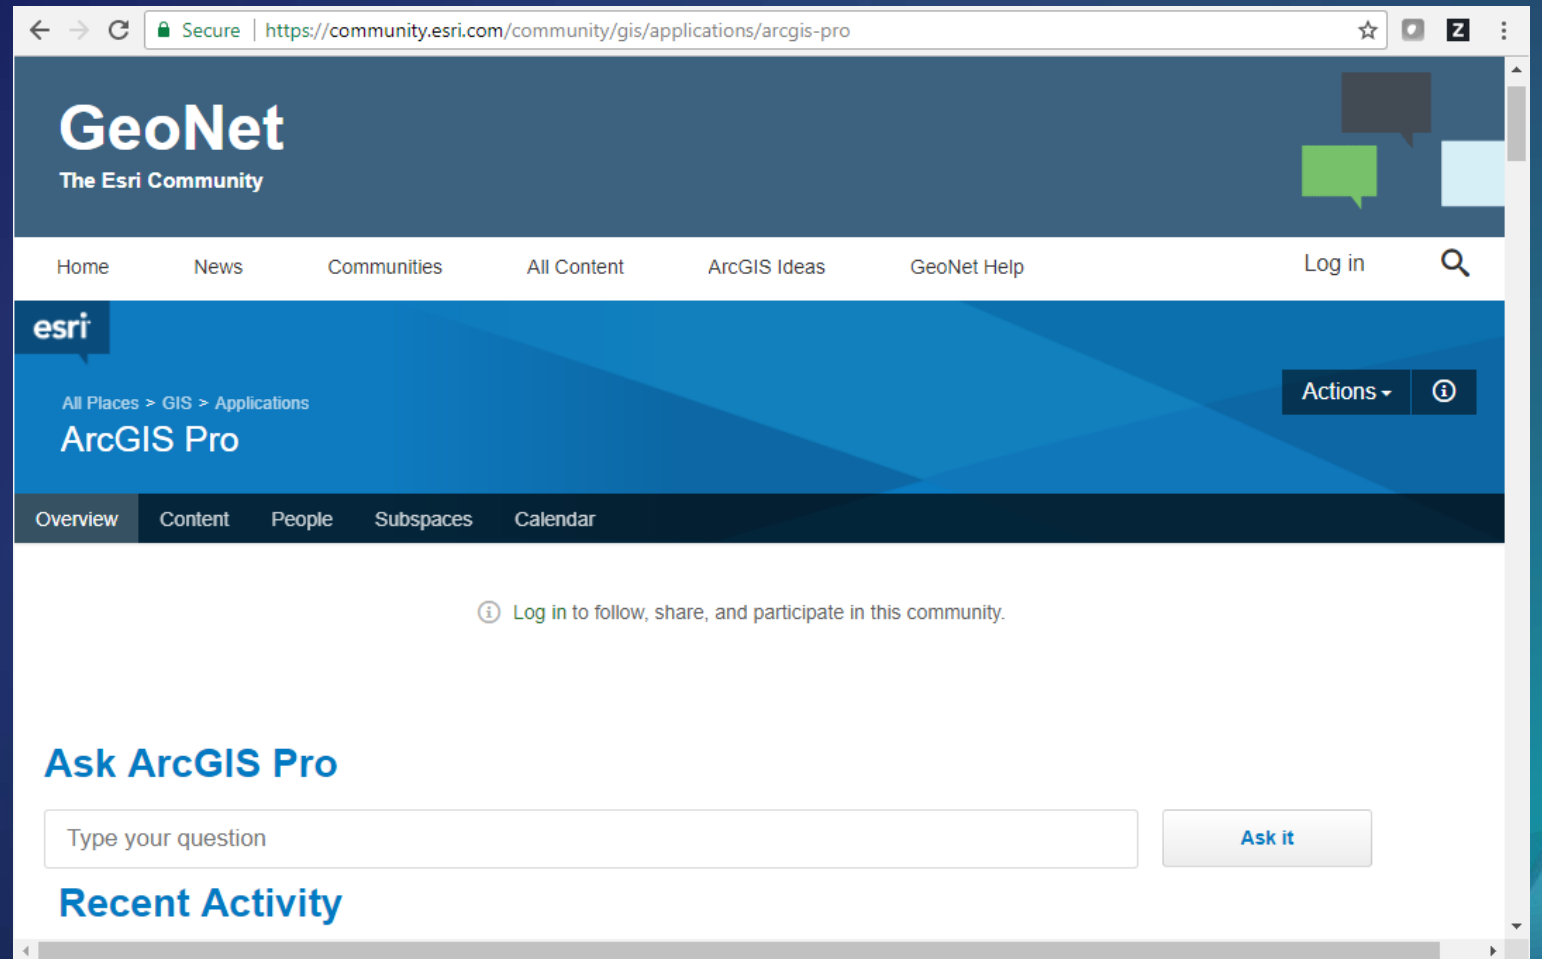 Secure | https://community.esri.com/community/gis/applications/arcgis-pro
Z
GeoNet
The Esri Community
Home News Communities All Content ArcGIS Ideas GeoNet Help Log in
esri
All Places > GIS > Applications
Actions
ArcGIS Pro
Overview Content People Subspaces Calendar
Log in to follow, share, and participate in this community.
Ask ArcGIS Pro
Type your question Ask it
Recent Activity